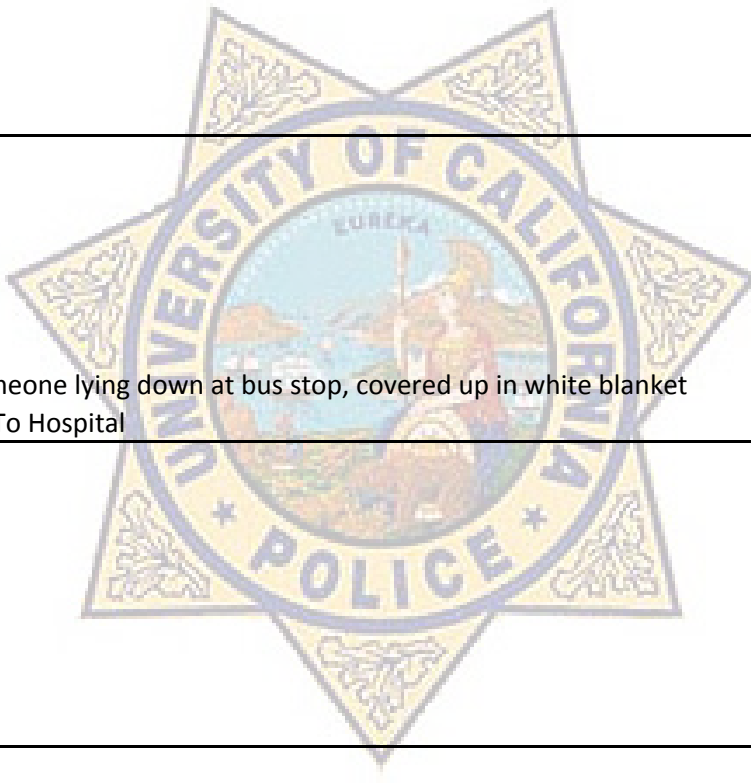 UNIVERSITY OF CALIFORNIA
EUREKA
meone lying down at bus stop, covered up in white blanket
To Hospital
* POLICE *